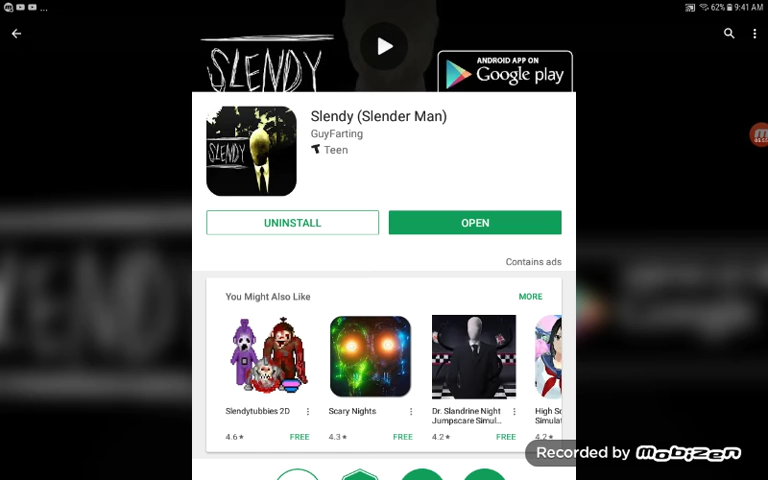 ... 62% 9:41 AM
SLENDY
ANDROID APP ON
Google play
Slendy (Slender Man)
GuyFarting
SLENDY
T Teen
UNINSTALL OPEN
Contains ads
You Might Also Like MORE
Slendytubbies 2D Scary Nights Dr. Slandrine Night High Sc
Jumpscare Simul... Simulat
4.6★ FREE 4.3★ FREE 4.2★ FREE 4.2★
Recorded by Mobizen